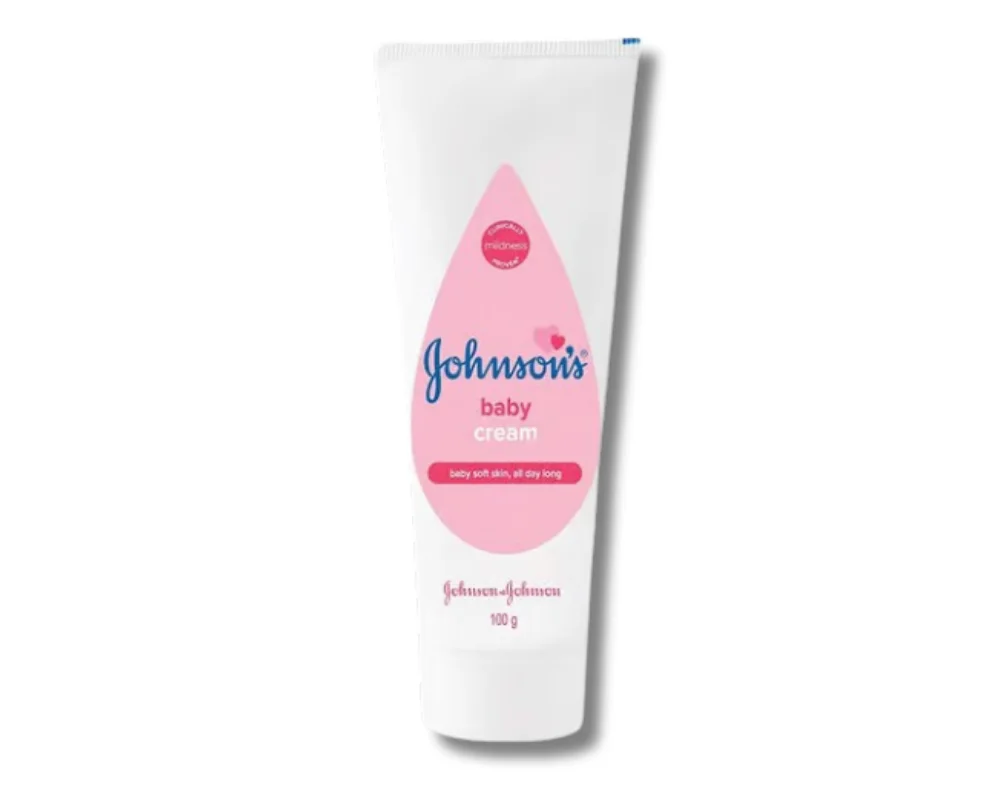 CLINICALLY
mildness
PROVEN
Johnson's®
baby
cream
baby soft skin, all day long
Johnson & Johnson
100 g